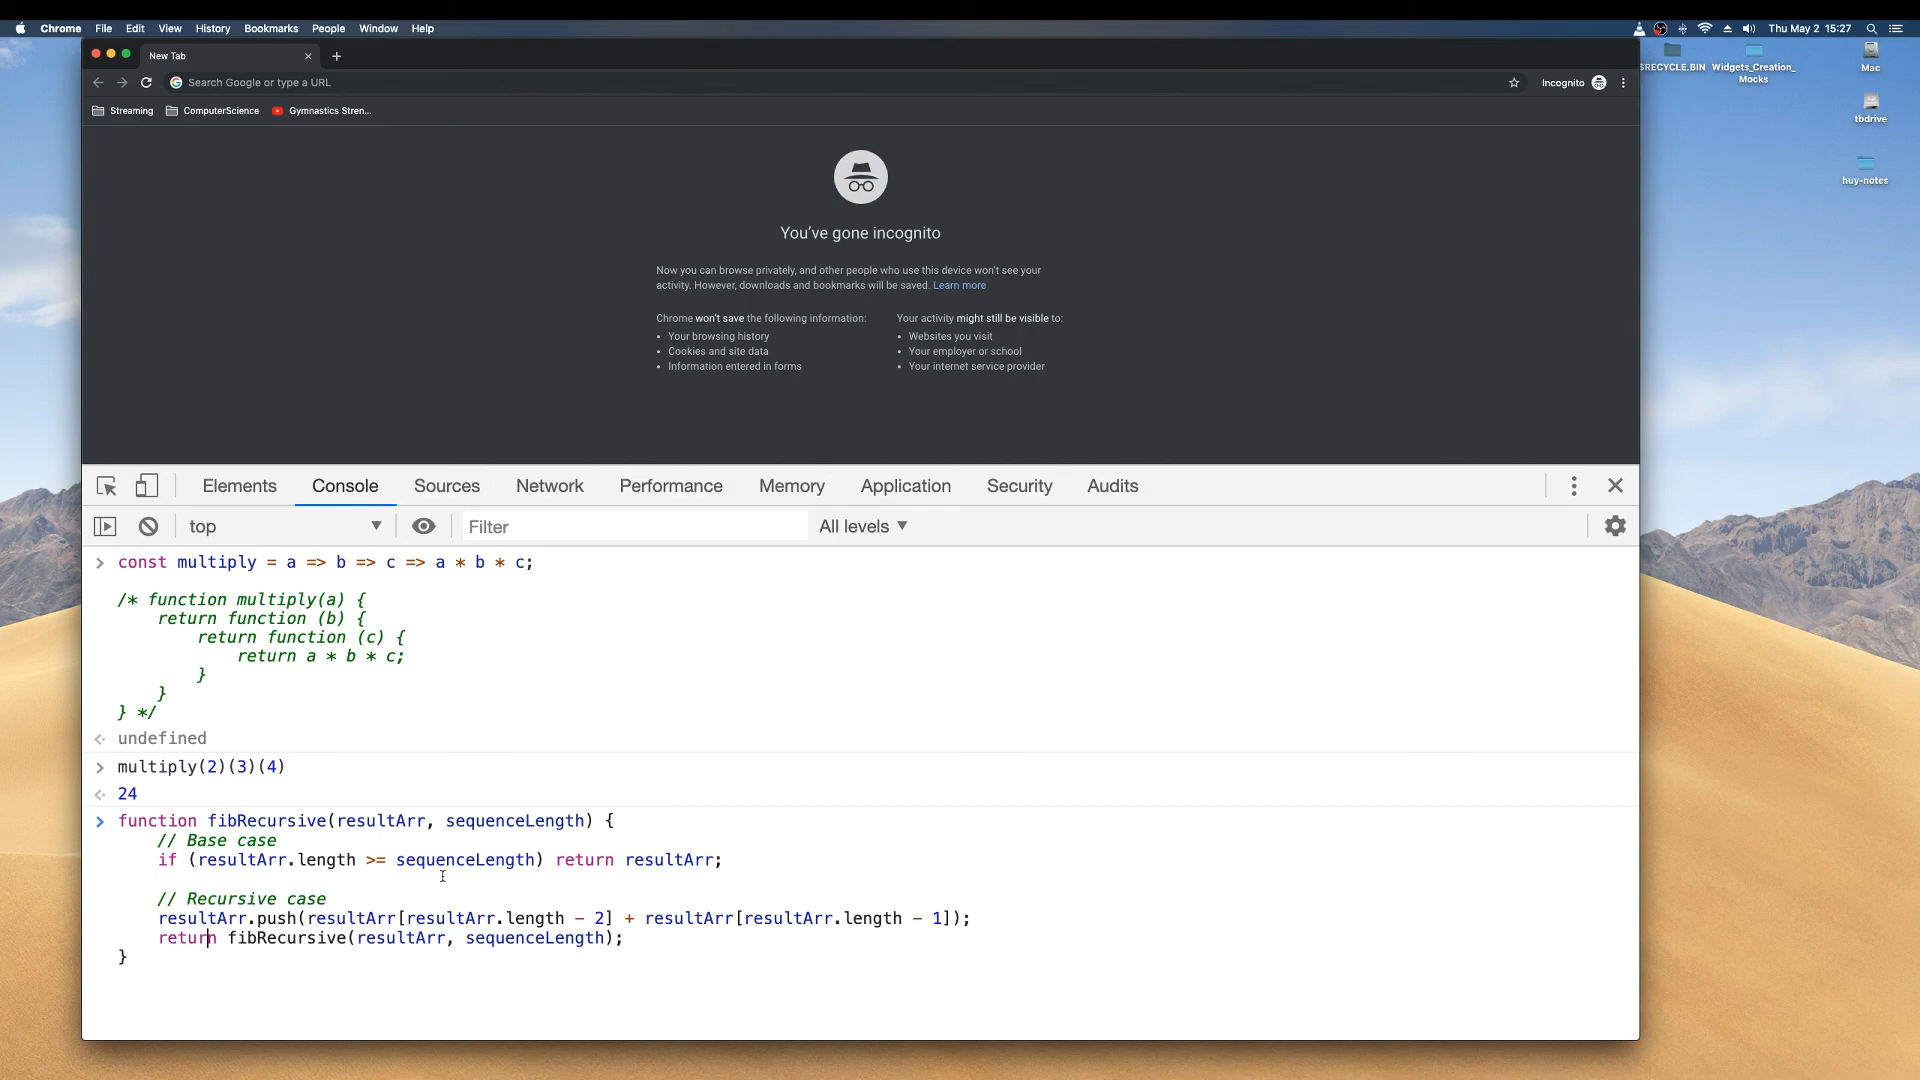 Chrome File Edit View History Bookmarks People Window Help Thu May 2 15:27
New Tab
Search Google or type a URL Incognito
Streaming ComputerScience Gymnastics Stren...
$RECYCLE.BIN
Widgets_Creation_
Mocks
Mac
tbdrive
huy-notes
You've gone incognito
Now you can browse privately, and other people who use this device won't see your
activity. However, downloads and bookmarks will be saved. Learn more
Chrome won't save the following information:
• Your browsing history
• Cookies and site data
• Information entered in forms
Your activity might still be visible to:
• Websites you visit
• Your employer or school
• Your internet service provider
Elements Console Sources Network Performance Memory Application Security Audits
top Filter All levels
const multiply = a => b => c => a * b * c;
/* function multiply(a) {
return function (b) {
return function (c) {
return a * b * c;
}
}
} */
undefined
multiply(2)(3)(4)
24
function fibRecursive(resultArr, sequenceLength) {
// Base case
if (resultArr.length >= sequenceLength) return resultArr;
// Recursive case
resultArr.push(resultArr[resultArr.length - 2] + resultArr[resultArr.length - 1]);
return fibRecursive(resultArr, sequenceLength);
}